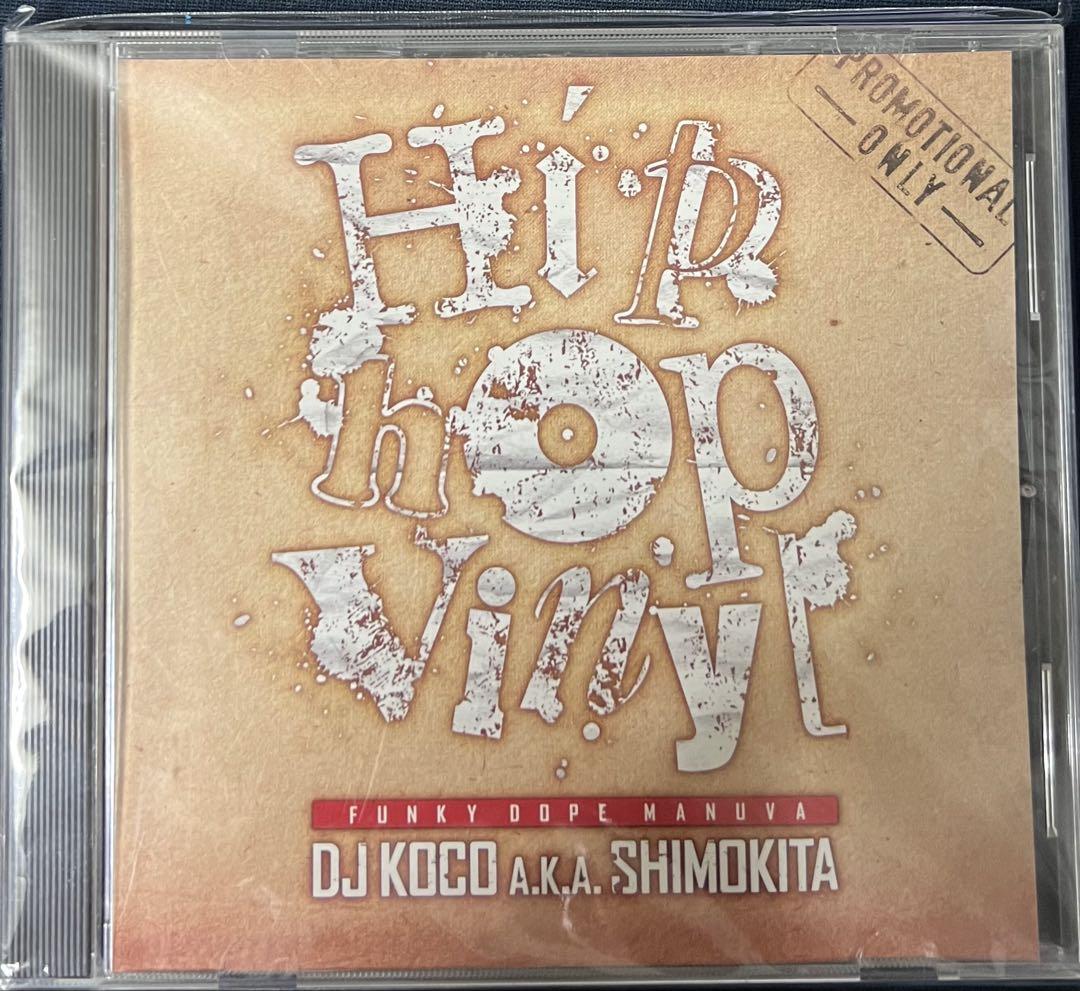 PROMOTIONAL
ONLY
Hip
hop
Vinyl
FUNKY DOPE MANUVA
DJ KOCO A.K.A. SHIMOKITA